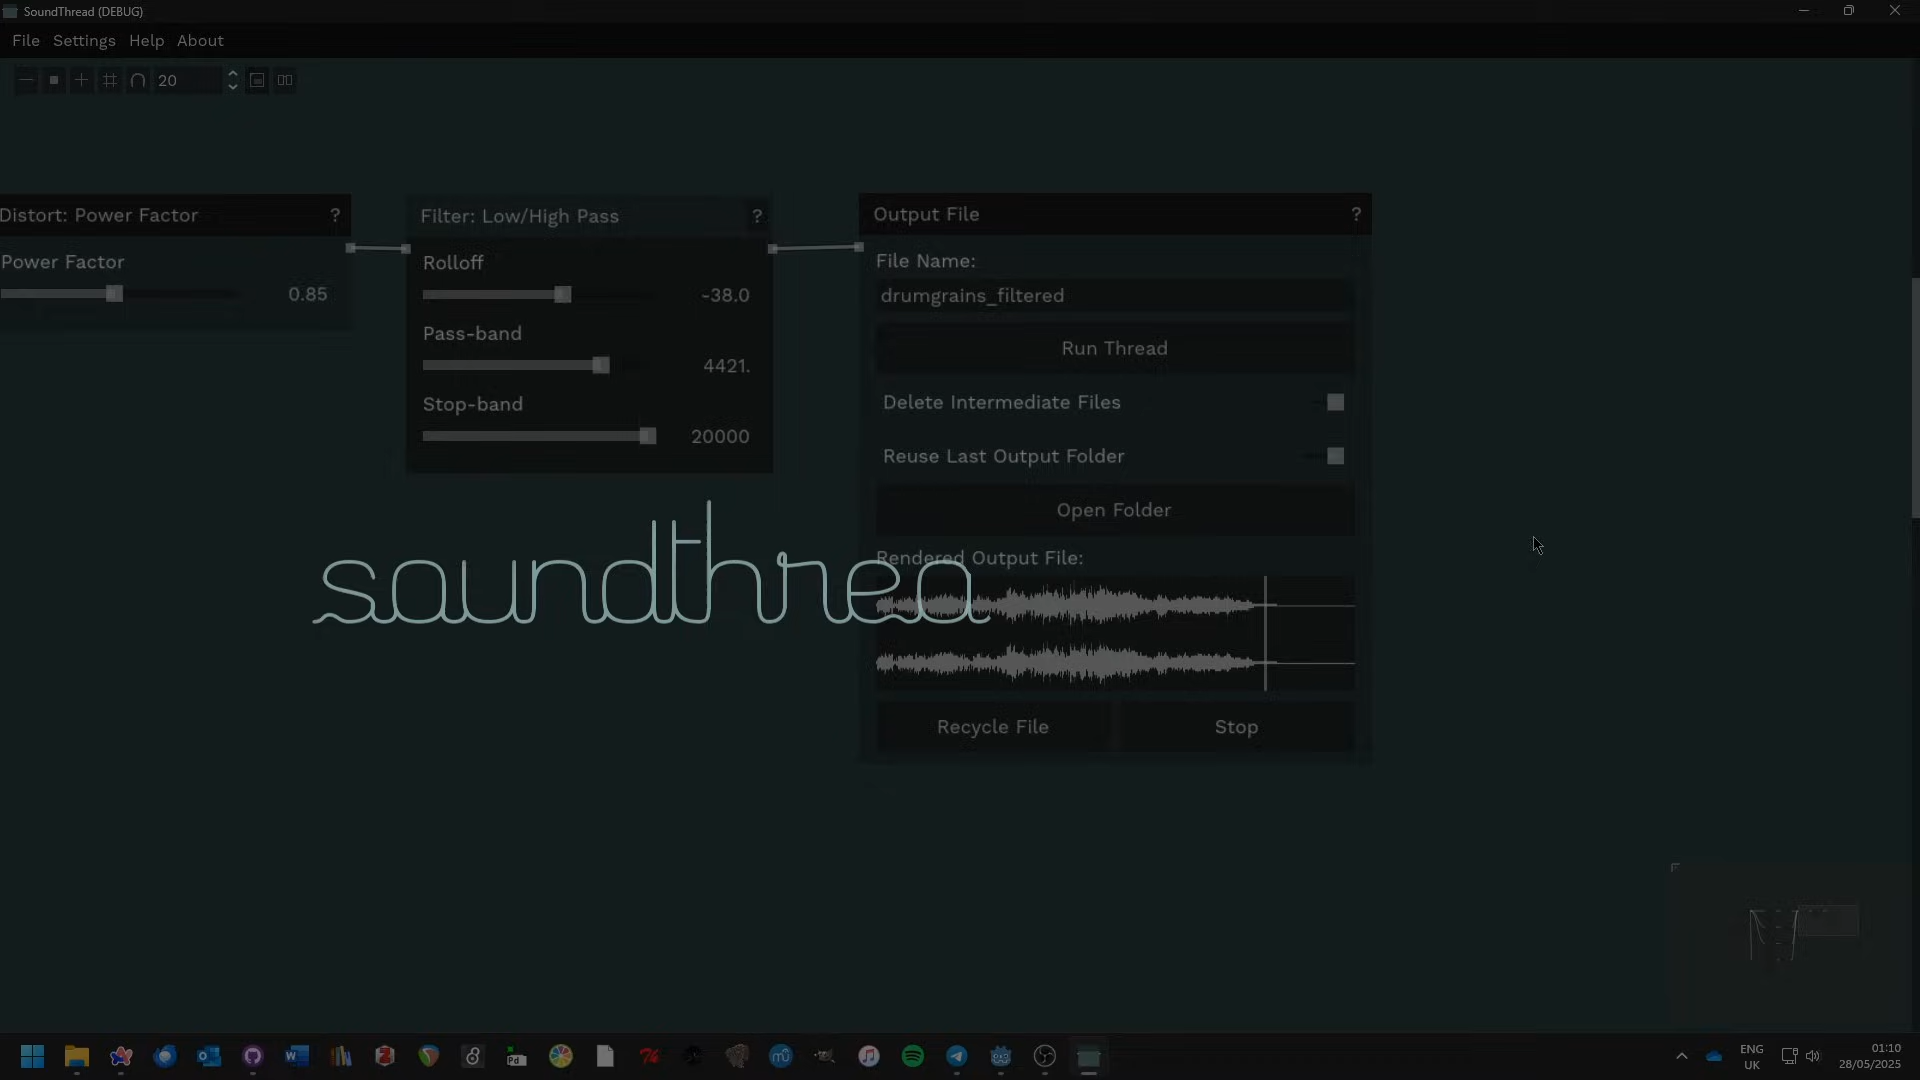 SoundThread (DEBUG)
File Settings Help About
20
Distort: Power Factor ?
Power Factor
0.85
Filter: Low/High Pass ?
Rolloff
-38.0
Pass-band
4421.
Stop-band
20000
Output File ?
File Name:
drumgrains_filtered
Run Thread
Delete Intermediate Files
Reuse Last Output Folder
Open Folder
Rendered Output File:
soundthrea
Recycle File
Stop
ENG
UK
01:10
28/05/2025